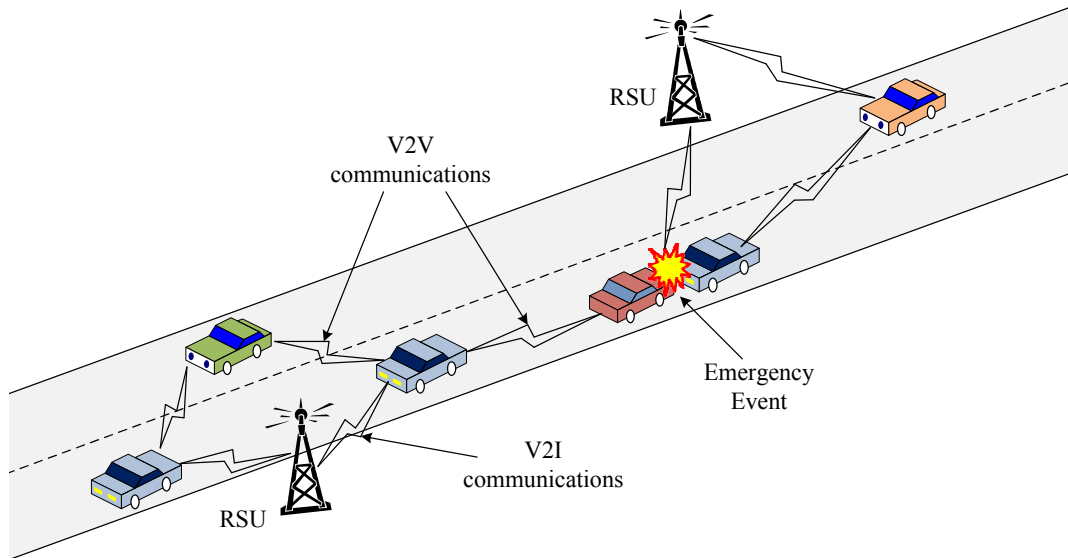 RSU
V2V
communications
Emergency
Event
V2I
communications
RSU